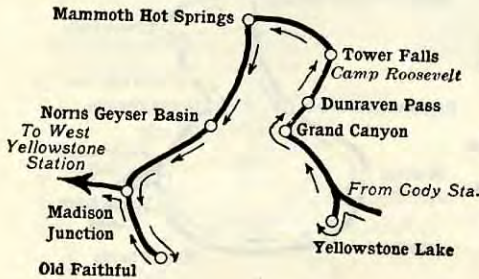 Mammoth Hot Springs
Tower Falls
Camp Roosevelt
Dunraven Pass
Norris Geyser Basin
Grand Canyon
To West
Yellowstone
Station
From Cody Sta.
Madison
Junction
Yellowstone Lake
Old Faithful